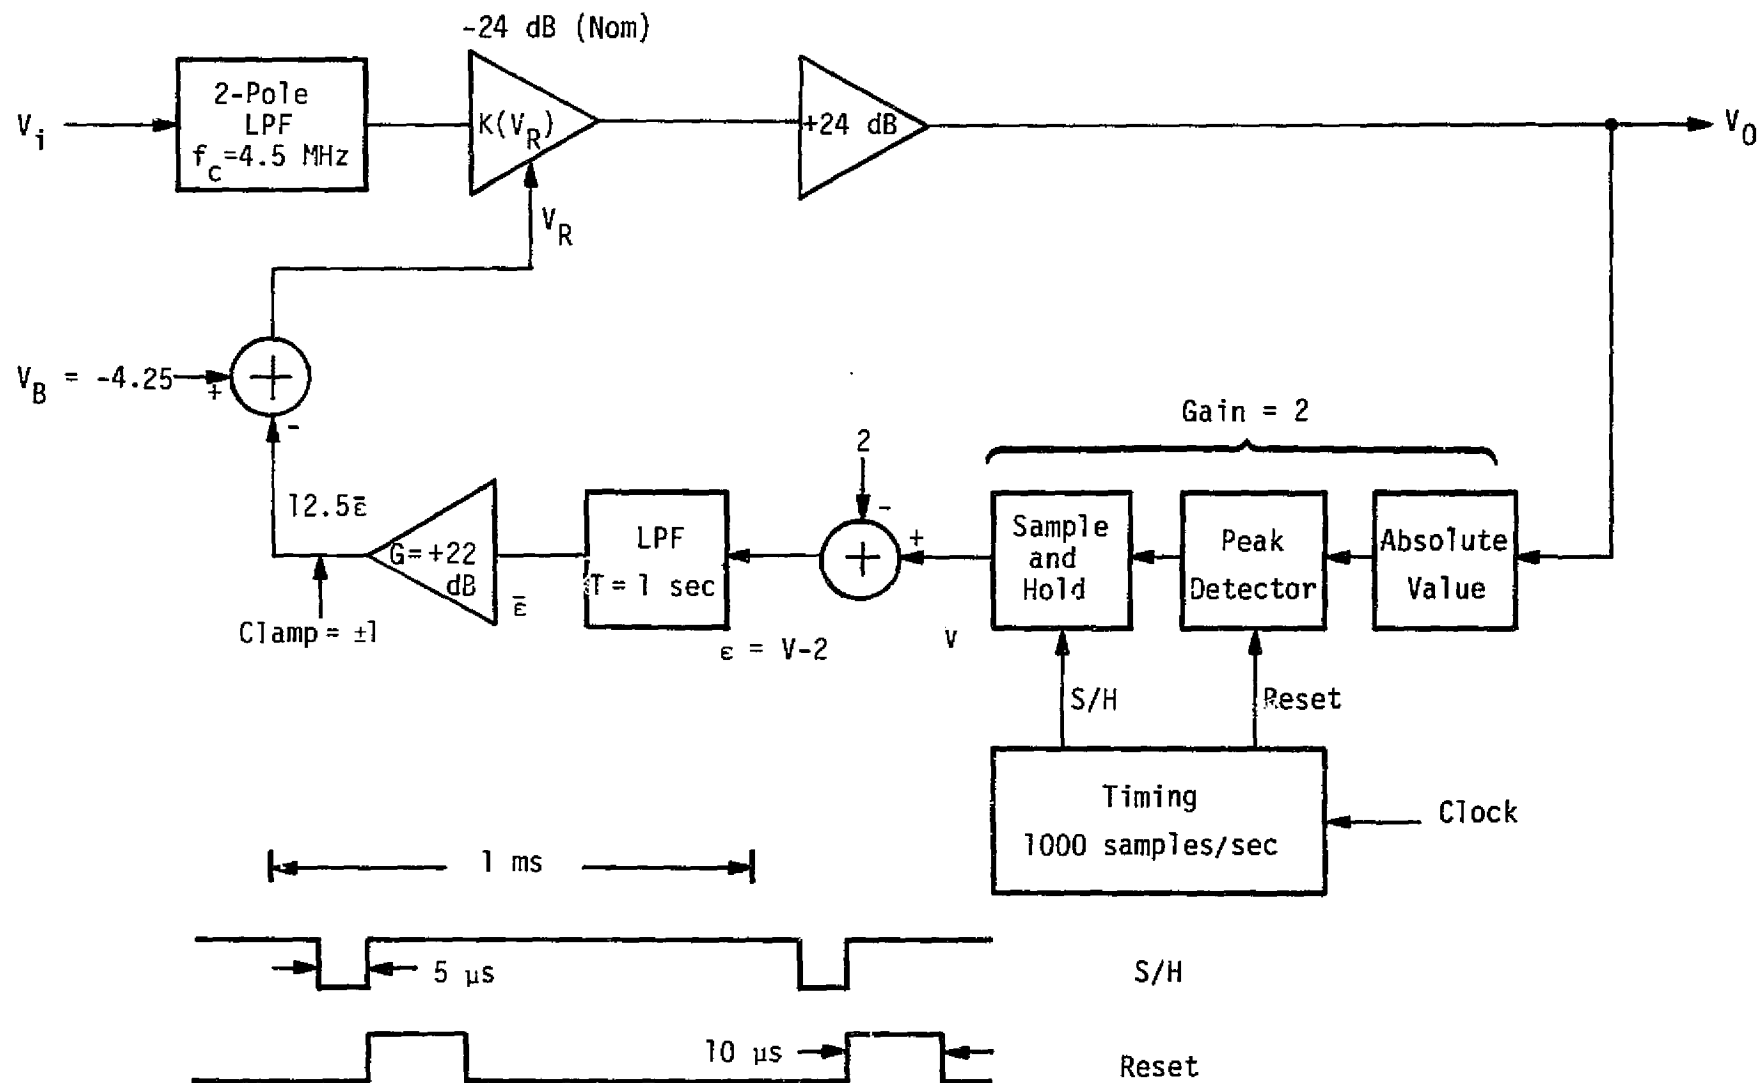 -24 dB (Nom)
V_i
2-Pole
LPF
f_c=4.5 MHz
K(V_R)
+24 dB
V_O
V_R
V_B = -4.25
+
-
Gain = 2
2
-
+
12.5ε̄
G=+22
dB
ε̄
LPF
T=1 sec
Sample
and
Hold
Peak
Detector
Absolute
Value
Clamp = ±1
ε = V-2
V
S/H
Reset
Timing
1000 samples/sec
Clock
1 ms
5 μs
S/H
10 μs
Reset